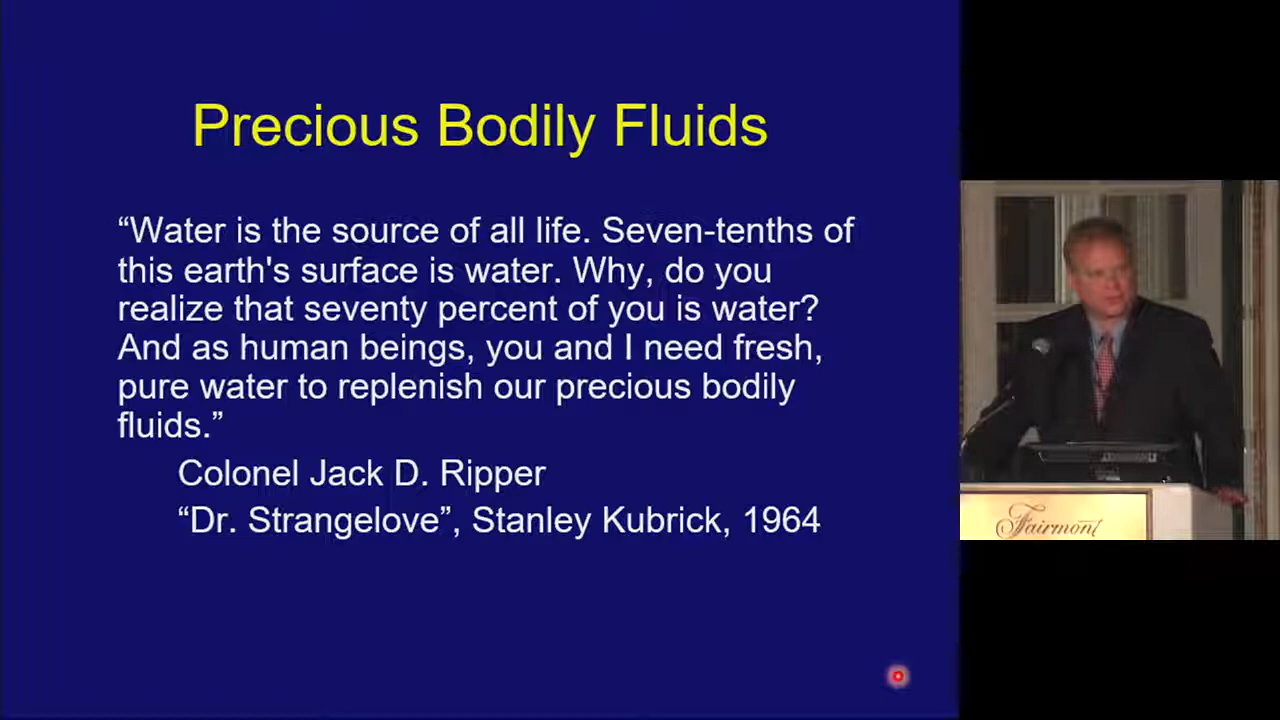 Precious Bodily Fluids
“Water is the source of all life. Seven-tenths of
this earth's surface is water. Why, do you
realize that seventy percent of you is water?
And as human beings, you and I need fresh,
pure water to replenish our precious bodily
fluids.”
Colonel Jack D. Ripper
“Dr. Strangelove”, Stanley Kubrick, 1964
Fairmont